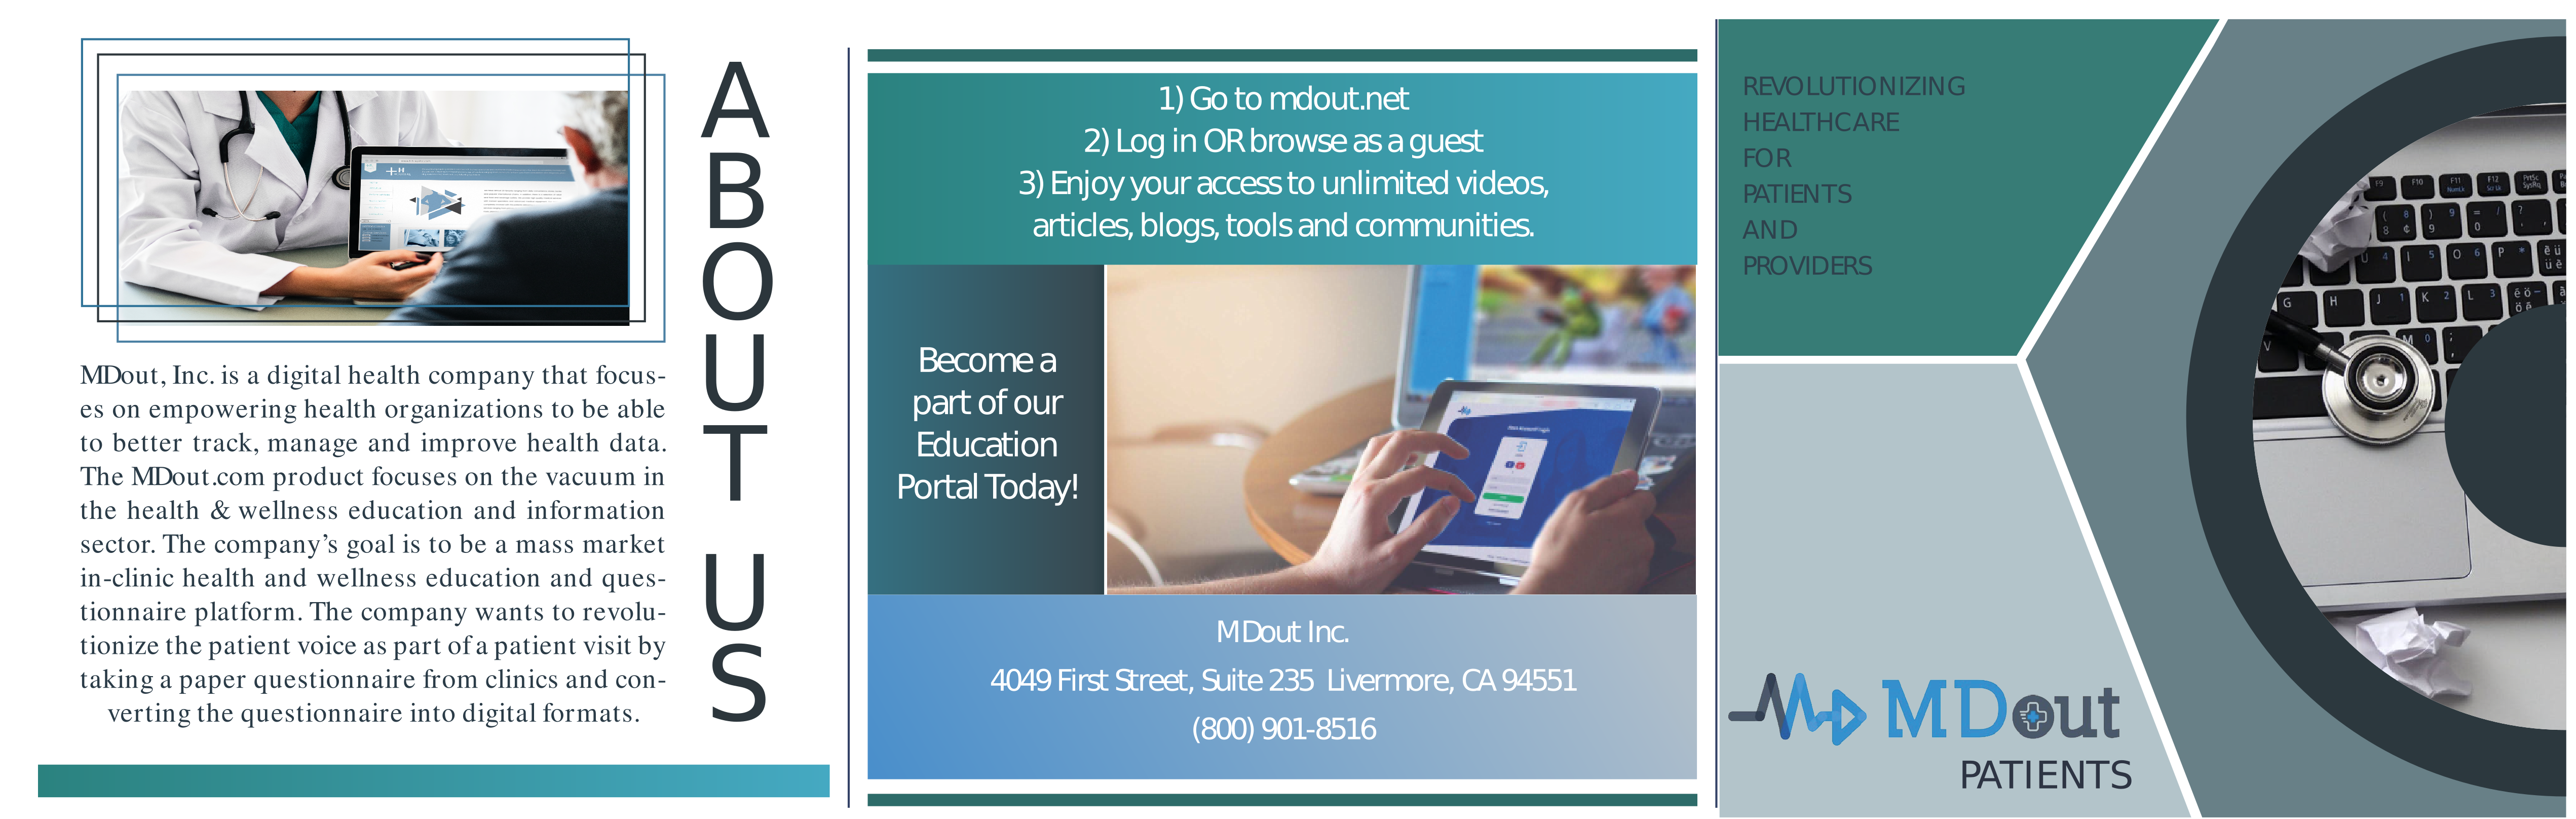 MDout, Inc. is a digital health company that focus-
es on empowering health organizations to be able
to better track, manage and improve health data.
The MDout.com product focuses on the vacuum in
the health & wellness education and information
sector. The company's goal is to be a mass market
in-clinic health and wellness education and ques-
tionnaire platform. The company wants to revolu-
tionize the patient voice as part of a patient visit by
taking a paper questionnaire from clinics and con-
verting the questionnaire into digital formats.
ABOUT US
1) Go to mdout.net
2) Log in OR browse as a guest
3) Enjoy your access to unlimited videos,
articles, blogs, tools and communities.
Become a
part of our
Education
Portal Today!
MDout Inc.
4049 First Street, Suite 235 Livermore, CA 94551
(800) 901-8516
REVOLUTIONIZING
HEALTHCARE
FOR
PATIENTS
AND
PROVIDERS
MDout
PATIENTS